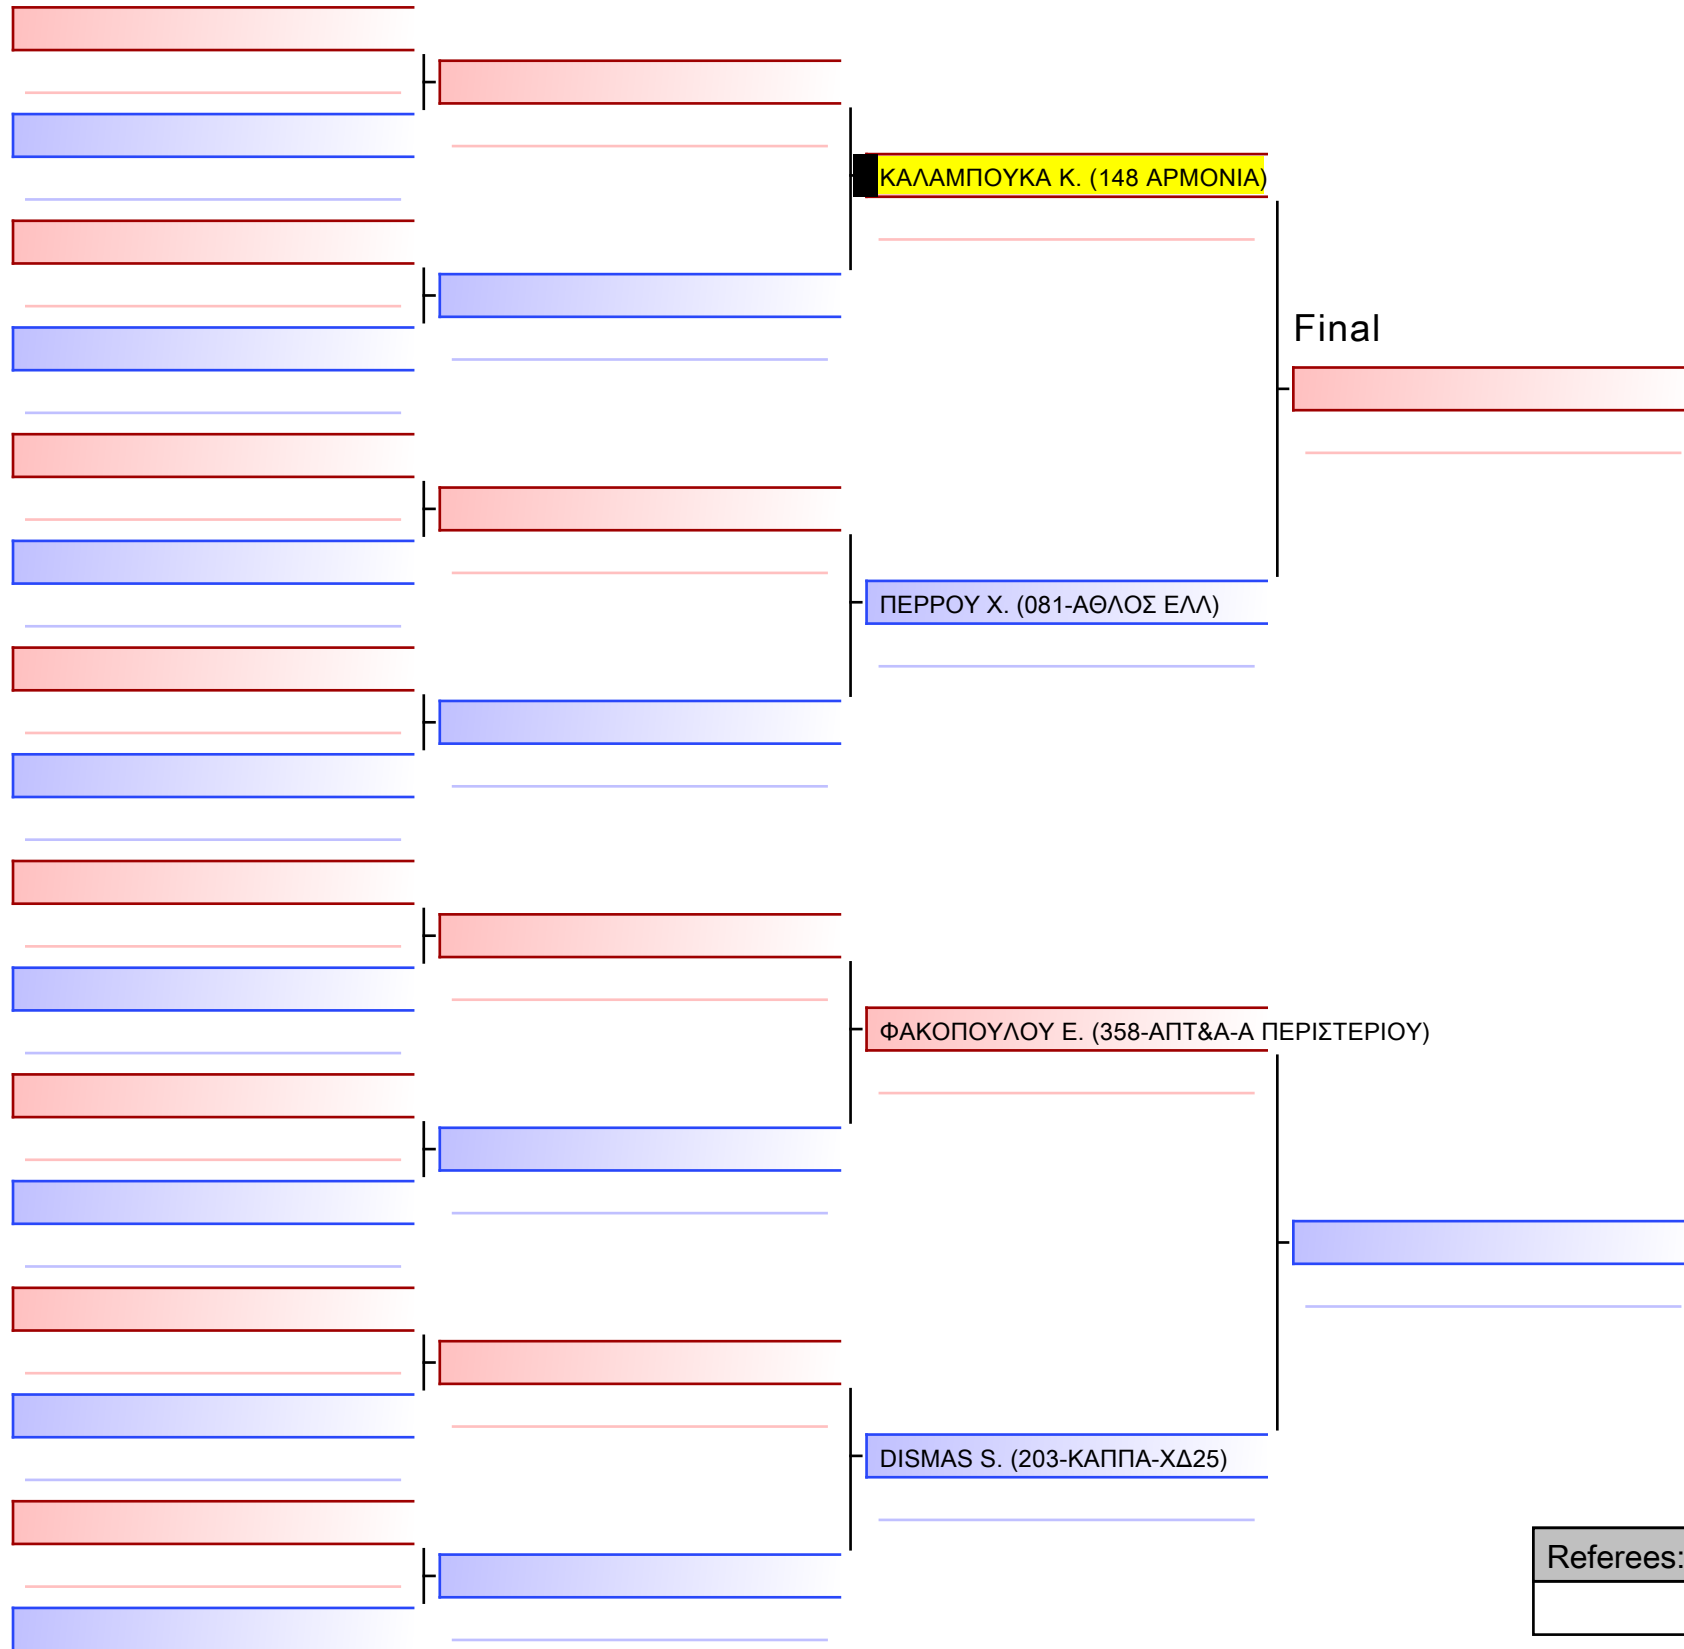 ΚΑΛΑΜΠΟΥΚΑ Κ. (148 ΑΡΜΟΝΙΑ)
Final
ΠΕΡΡΟΥ Χ. (081-ΑΘΛΟΣ ΕΛΛ)
ΦΑΚΟΠΟΥΛΟΥ Ε. (358-ΑΠΤ&Α-Α ΠΕΡΙΣΤΕΡΙΟΥ)
DISMAS S. (203-ΚΑΠΠΑ-ΧΔ25)
Referees: